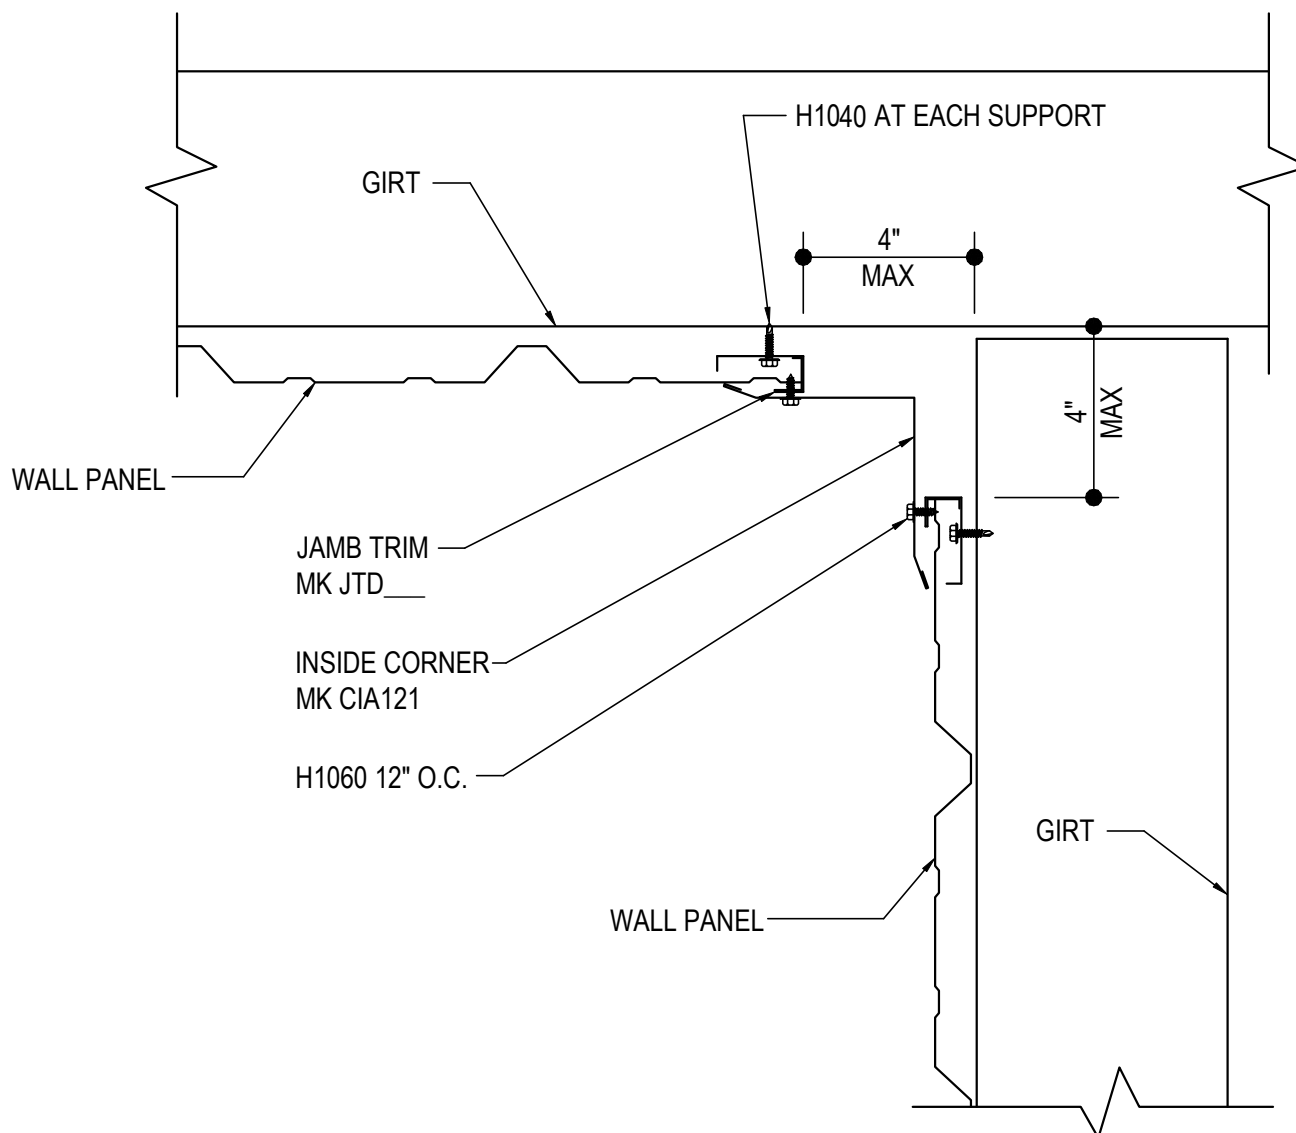 H1040 AT EACH SUPPORT
GIRT
4"
MAX
4"
MAX
WALL PANEL
JAMB TRIM
MK JTD___
INSIDE CORNER
MK CIA121
H1060 12" O.C.
GIRT
WALL PANEL